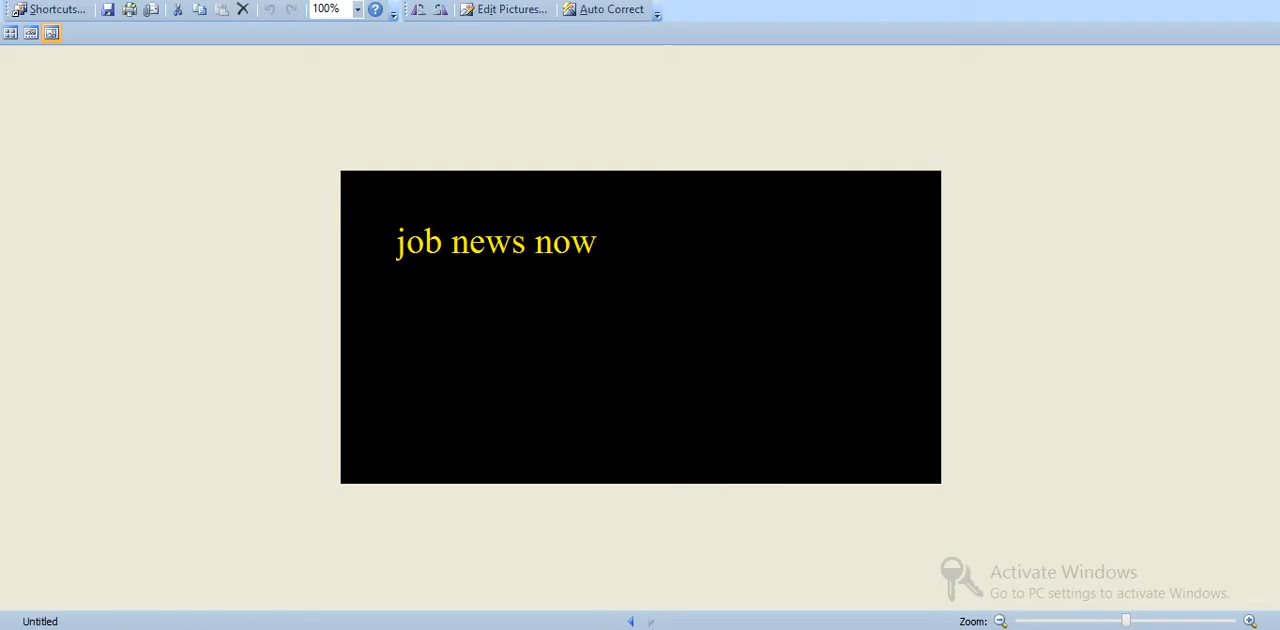 Shortcuts... 100% Edit Pictures... Auto Correct
job news now
Activate Windows
Go to PC settings to activate Windows.
Untitled Zoom: